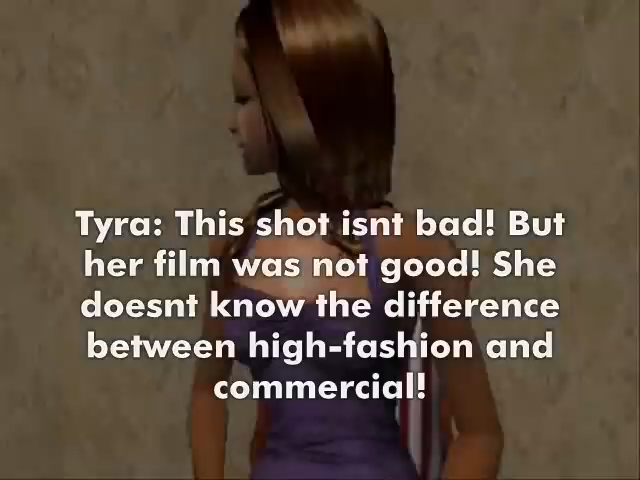 Tyra: This shot isnt bad! But
her film was not good! She
doesnt know the difference
between high-fashion and
commercial!